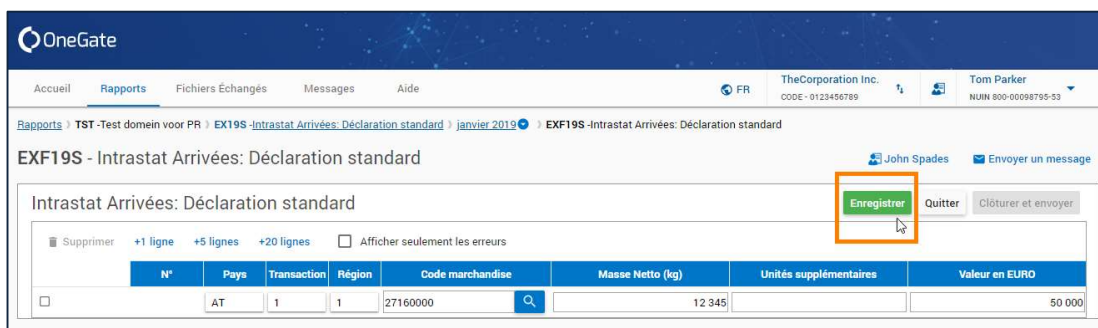 OneGate
Accueil Rapports Fichiers Échangés Messages Aide FR TheCorporation Inc. Tom Parker
CODE - 0123456789 NUIN 800-00098795-53
Rapports TST -Test domein voor PR EX19S -Intrastat Arrivées: Déclaration standard janvier 2019 EXF19S -Intrastat Arrivées: Déclaration standard
EXF19S - Intrastat Arrivées: Déclaration standard John Spades Envoyer un message
Intrastat Arrivées: Déclaration standard Enregistrer Quitter Clôturer et envoyer
Supprimer +1 ligne +5 lignes +20 lignes Afficher seulement les erreurs
N° Pays Transaction Région Code marchandise Masse Netto (kg) Unités supplémentaires Valeur en EURO
AT 1 1 27160000 12 345 50 000